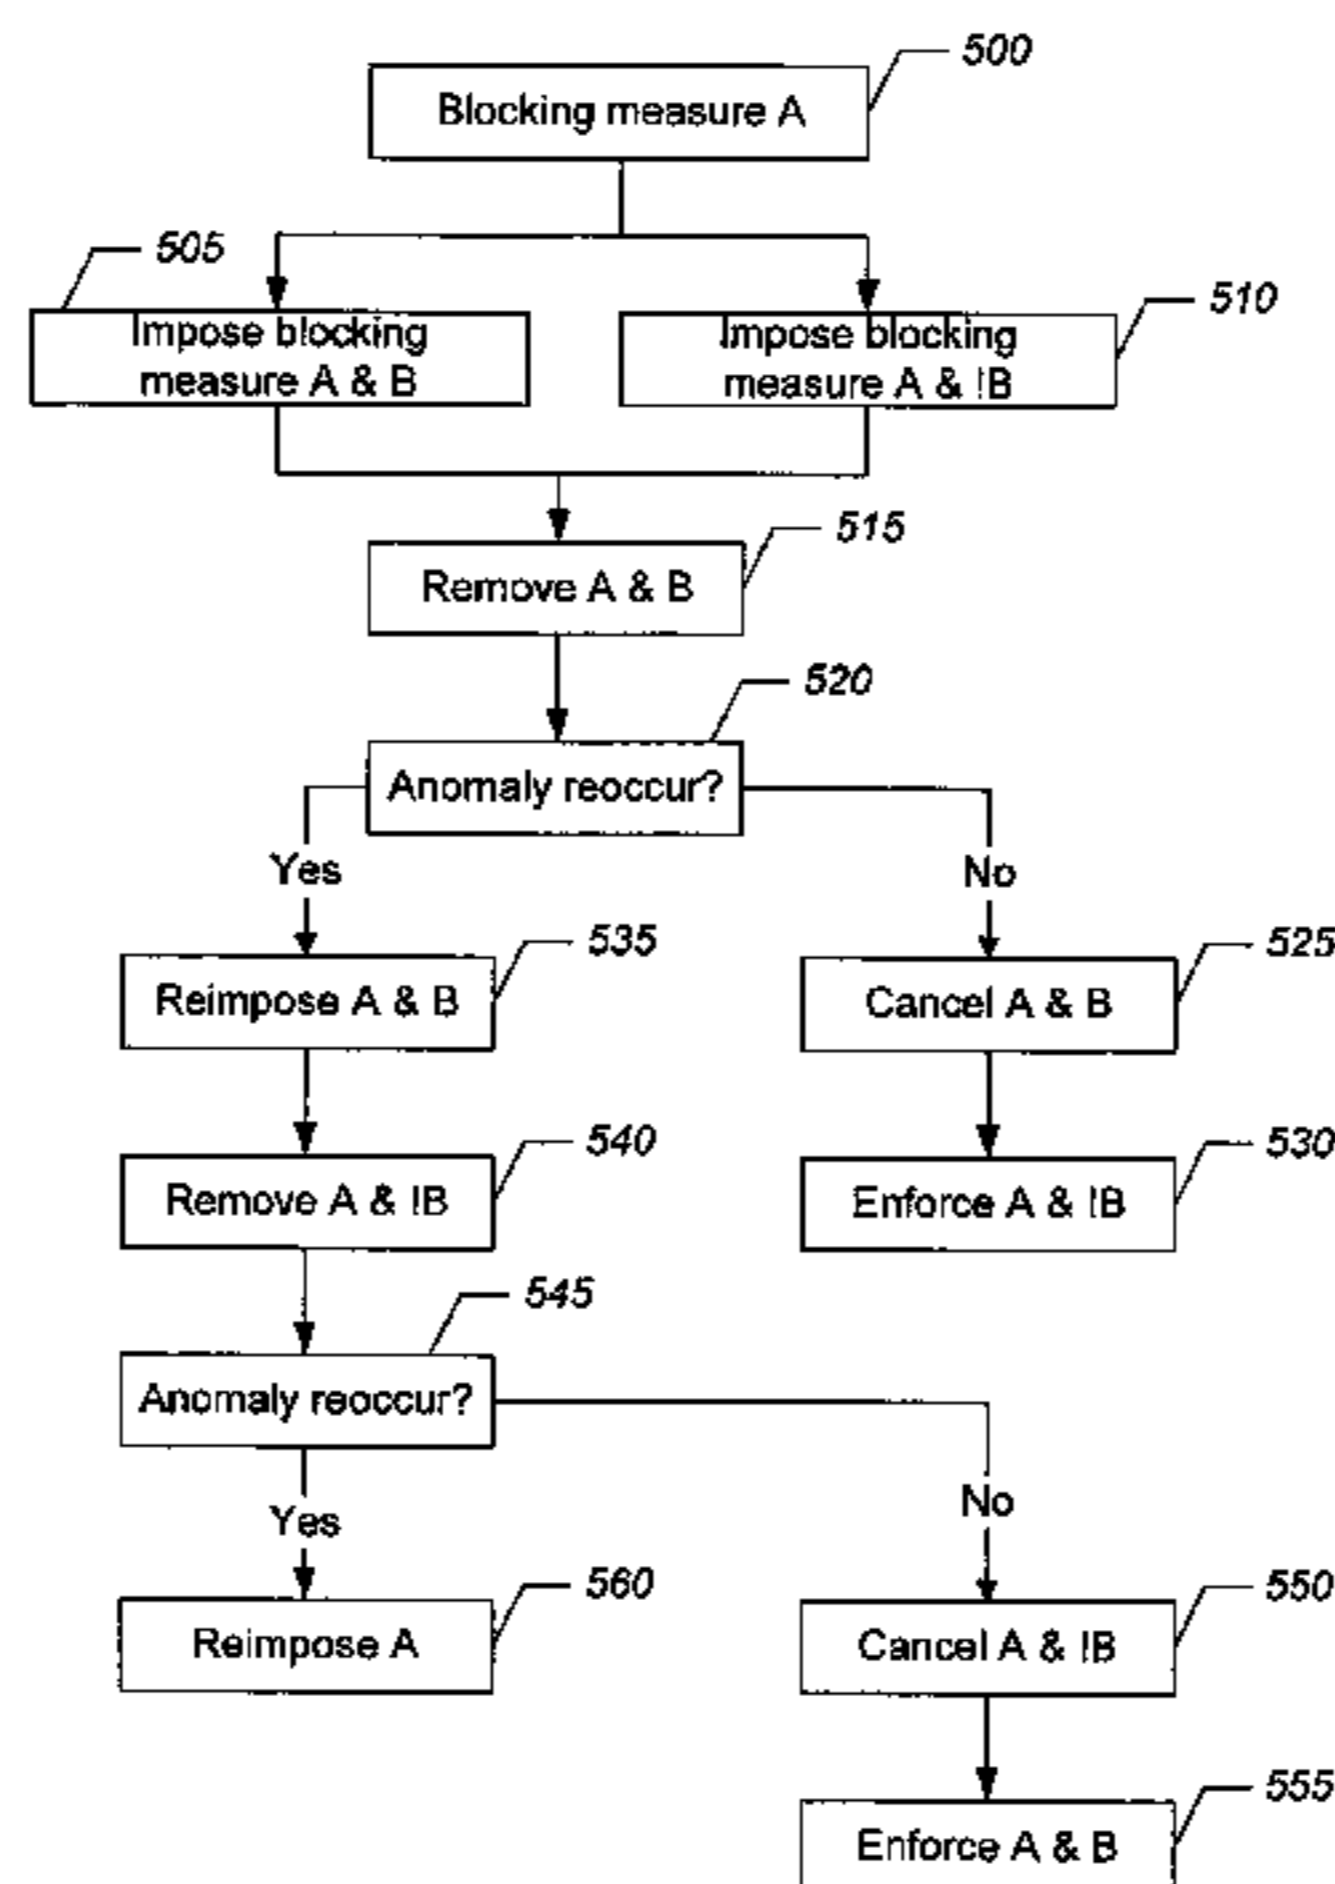 500
Blocking measure A
505
Impose blocking
measure A & B
510
Impose blocking
measure A & !B
515
Remove A & B
520
Anomaly reoccur?
Yes
No
535
Reimpose A & B
525
Cancel A & B
540
Remove A & !B
530
Enforce A & !B
545
Anomaly reoccur?
Yes
No
560
Reimpose A
550
Cancel A & !B
555
Enforce A & B